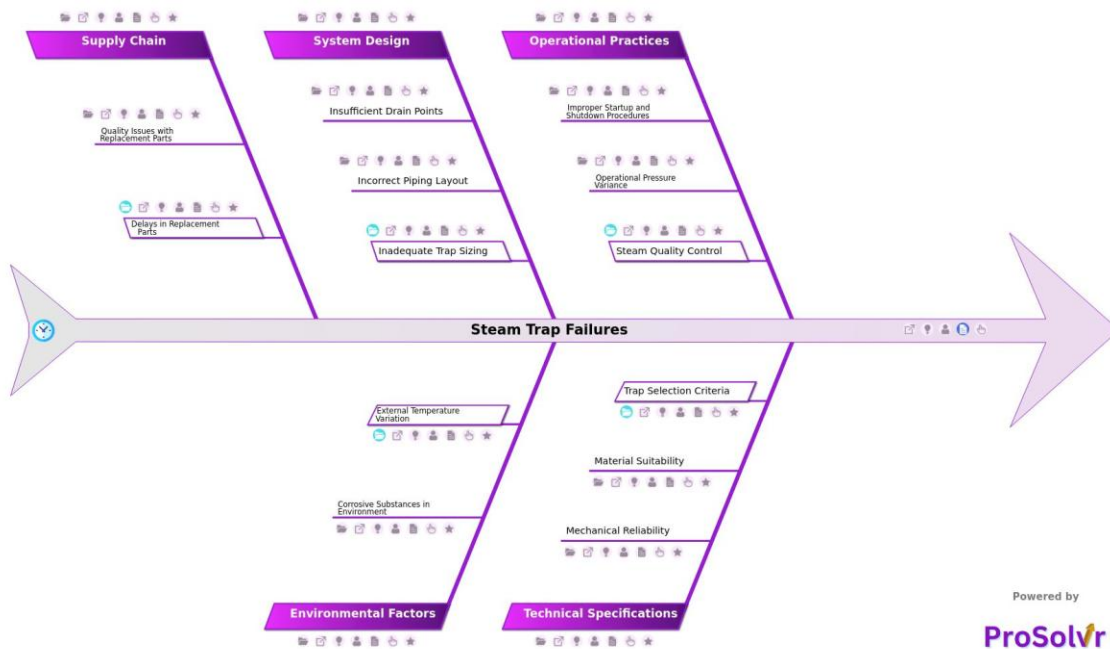 Supply Chain
System Design
Operational Practices
Quality Issues with
Replacement Parts
Delays in Replacement
Parts
Insufficient Drain Points
Incorrect Piping Layout
Inadequate Trap Sizing
Improper Startup and
Shutdown Procedures
Operational Pressure
Variance
Steam Quality Control
Steam Trap Failures
External Temperature
Variation
Corrosive Substances in
Environment
Trap Selection Criteria
Material Suitability
Mechanical Reliability
Environmental Factors
Technical Specifications
Powered by
ProSolvr